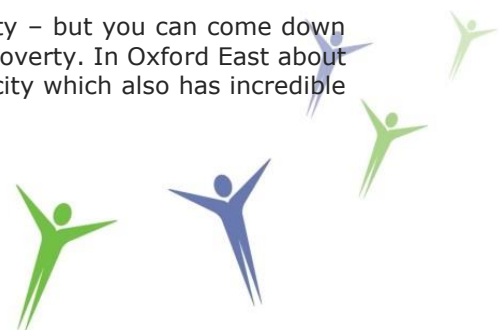 ty – but you can come down
overty. In Oxford East about
city which also has incredible